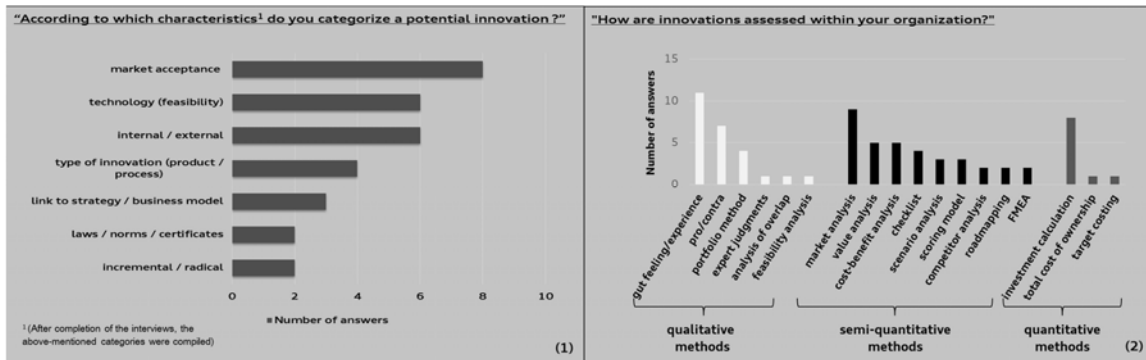 "According to which characteristics¹ do you categorize a potential innovation?"
market acceptance
technology (feasibility)
internal / external
type of innovation (product /
process)
link to strategy / business model
laws / norms / certificates
incremental / radical
0 2 4 6 8 10
Number of answers
¹ (After completion of the interviews, the
above-mentioned categories were compiled)
(1)
"How are innovations assessed within your organization?"
Number of answers
15
10
5
0
gut feeling/experience
pro/contra
portfolio method
expert judgments
analysis of overlap
feasibility analysis
market analysis
value analysis
cost-benefit analysis
checklist
scenario analysis
scoring model
competitor analysis
roadmapping
FMEA
investment calculation
total cost of ownership
target costing
qualitative
methods
semi-quantitative
methods
quantitative
methods
(2)